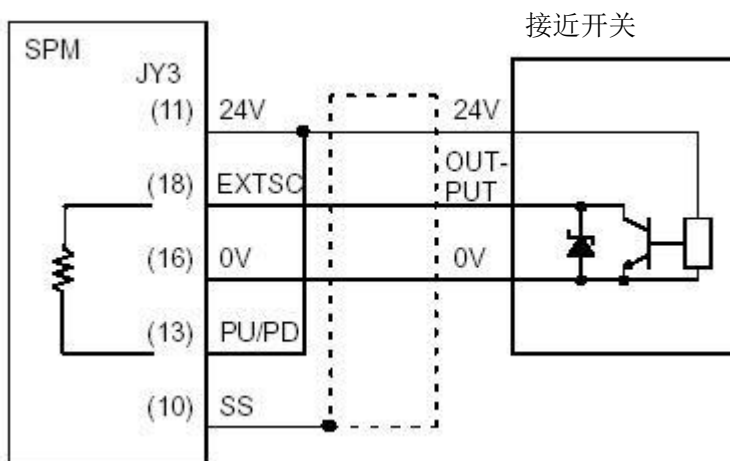 接近开关
SPM
JY3
(11) 24V 24V
(18) EXTSC OUT-
PUT
(16) 0V 0V
(13) PU/PD
(10) SS